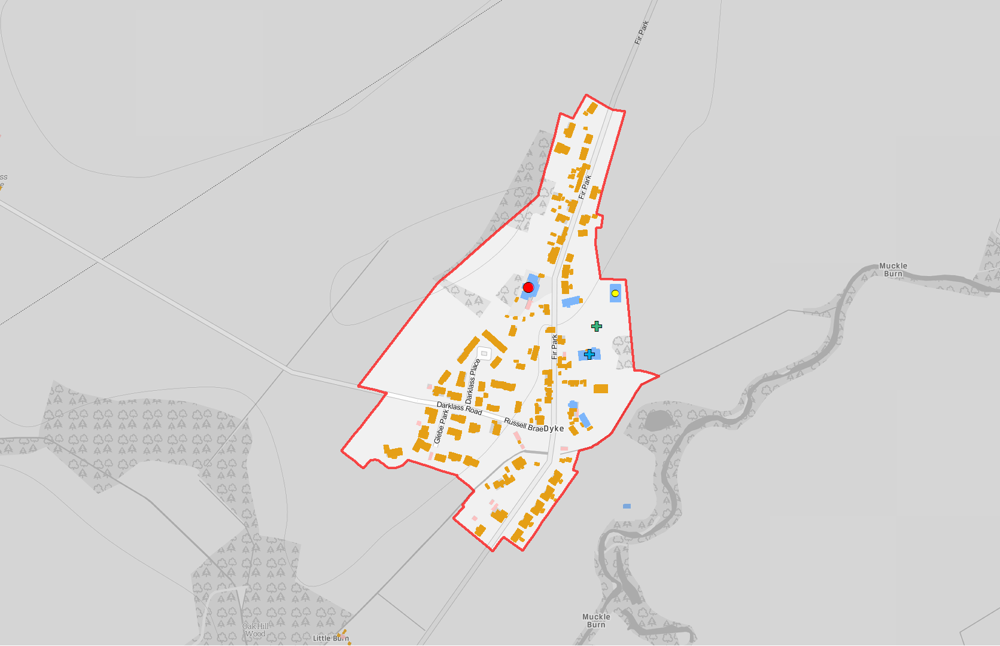 Fir Park
ss
e
Fir Park
Muckle
Burn
Fir Park
Darklass Place
Darklass Road
Glebe Park
Russell Brae
Dyke
Muckle
Burn
Oak Hill
Wood
Little Burn